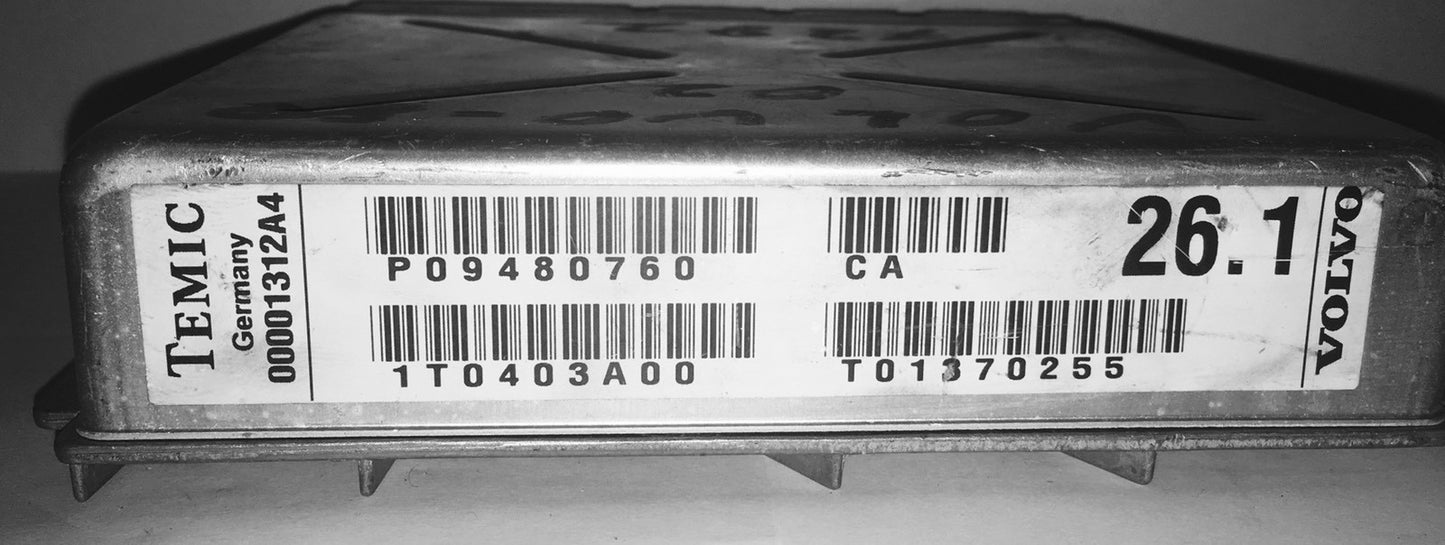 TEMIC
Germany
00001312A4
P09480760
CA
26.1
1T0403A00
T01370255
VOLVO